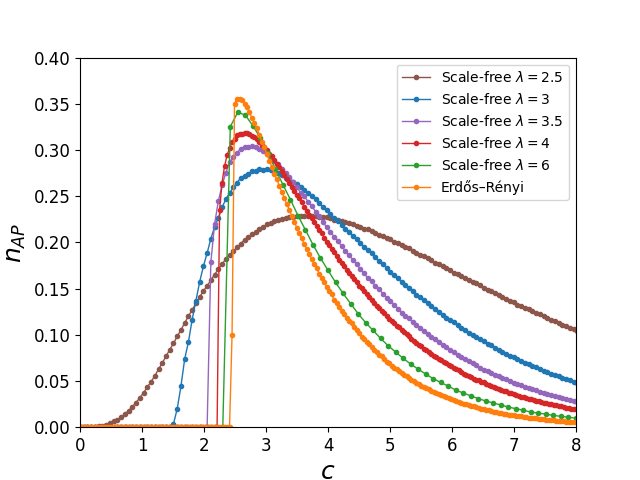 0.40
0.35
0.30
0.25
0.20
0.15
0.10
0.05
0.00
n_{AP}
0 1 2 3 4 5 6 7 8
c
Scale-free λ = 2.5
Scale-free λ = 3
Scale-free λ = 3.5
Scale-free λ = 4
Scale-free λ = 6
Erdős–Rényi